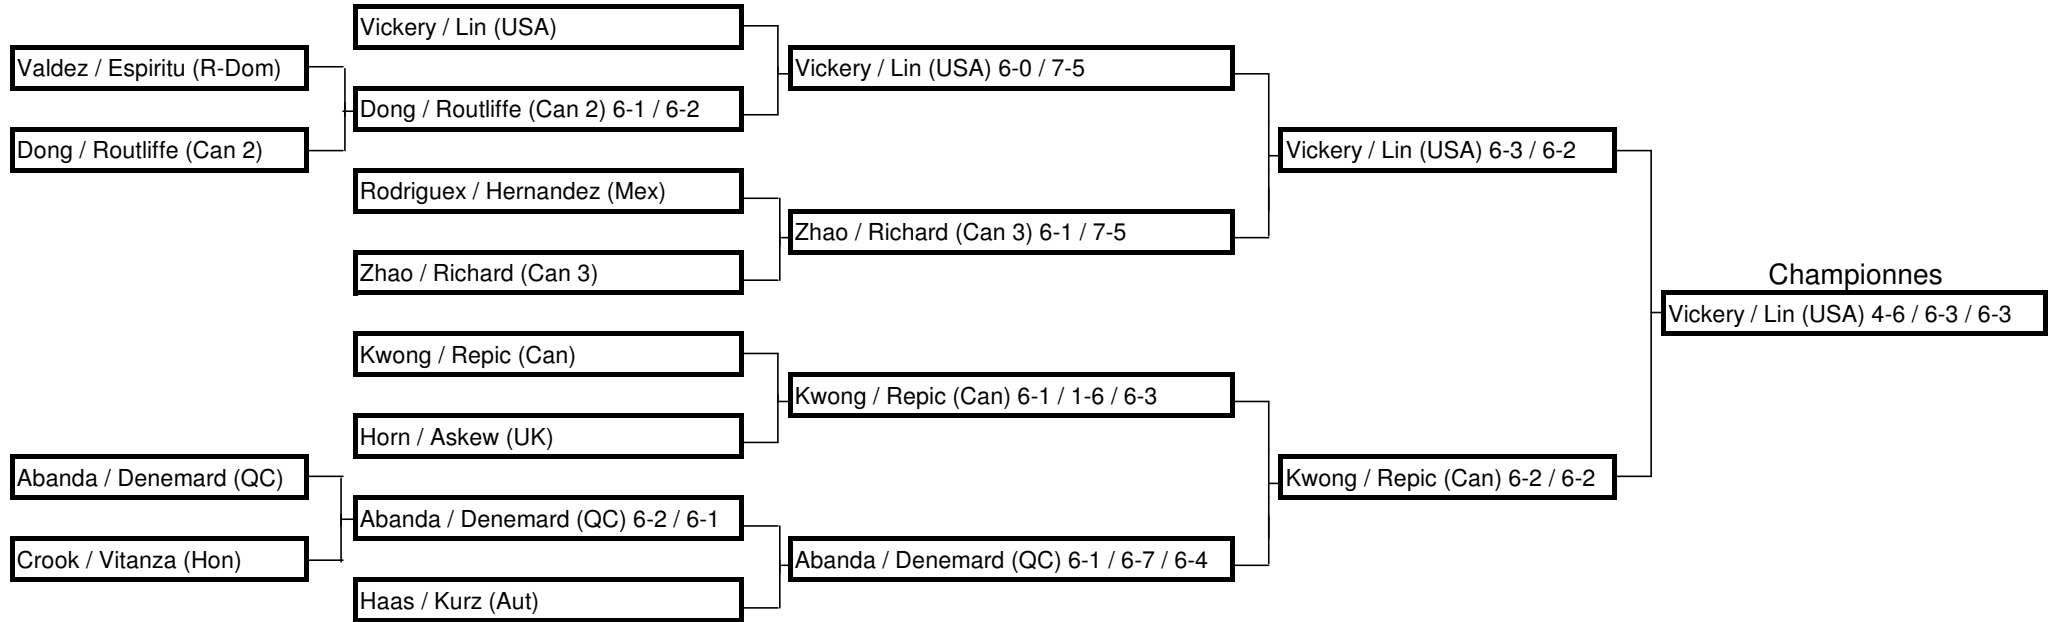 Vickery / Lin (USA)
Valdez / Espiritu (R-Dom)
Vickery / Lin (USA) 6-0 / 7-5
Dong / Routliffe (Can 2) 6-1 / 6-2
Dong / Routliffe (Can 2)
Vickery / Lin (USA) 6-3 / 6-2
Rodriguex / Hernandez (Mex)
Zhao / Richard (Can 3) 6-1 / 7-5
Zhao / Richard (Can 3)
Championnes
Vickery / Lin (USA) 4-6 / 6-3 / 6-3
Kwong / Repic (Can)
Kwong / Repic (Can) 6-1 / 1-6 / 6-3
Horn / Askew (UK)
Abanda / Denemard (QC)
Kwong / Repic (Can) 6-2 / 6-2
Abanda / Denemard (QC) 6-2 / 6-1
Crook / Vitanza (Hon)
Abanda / Denemard (QC) 6-1 / 6-7 / 6-4
Haas / Kurz (Aut)